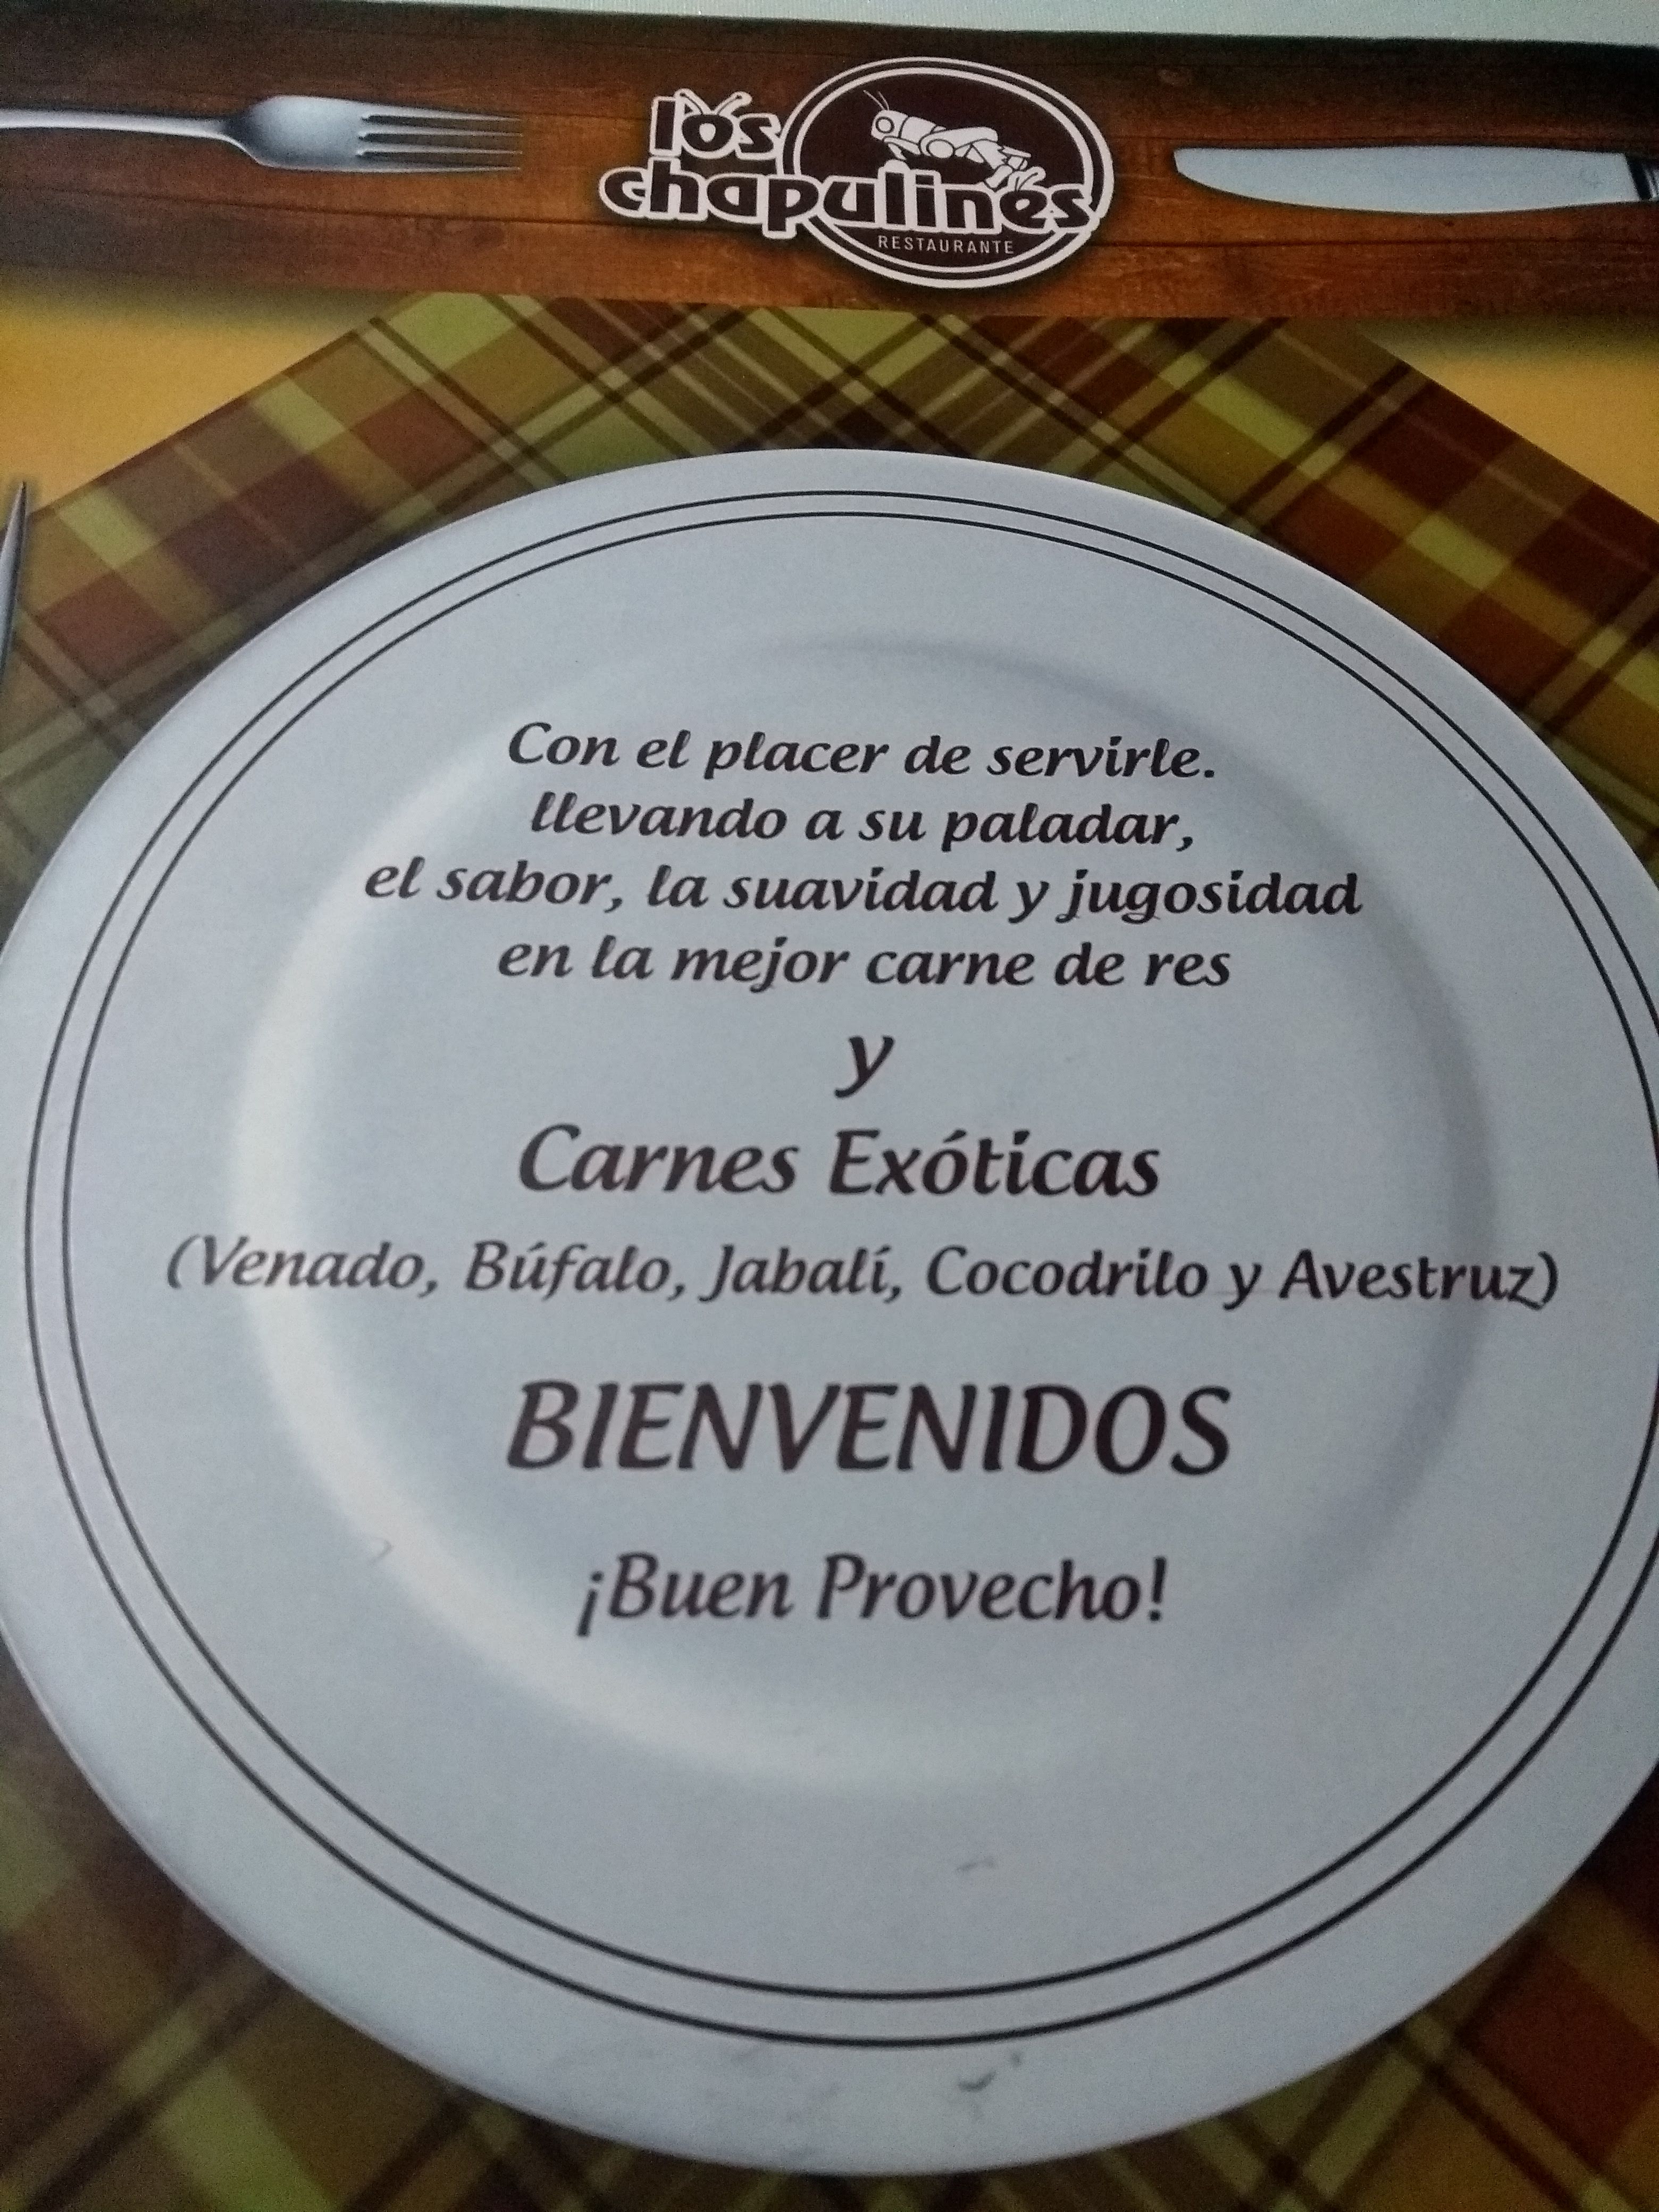 los
chapulines
RESTAURANTE
Con el placer de servirle.
llevando a su paladar,
el sabor, la suavidad y jugosidad
en la mejor carne de res
y
Carnes Exóticas
(Venado, Búfalo, Jabalí, Cocodrilo y Avestruz)
BIENVENIDOS
¡Buen Provecho!